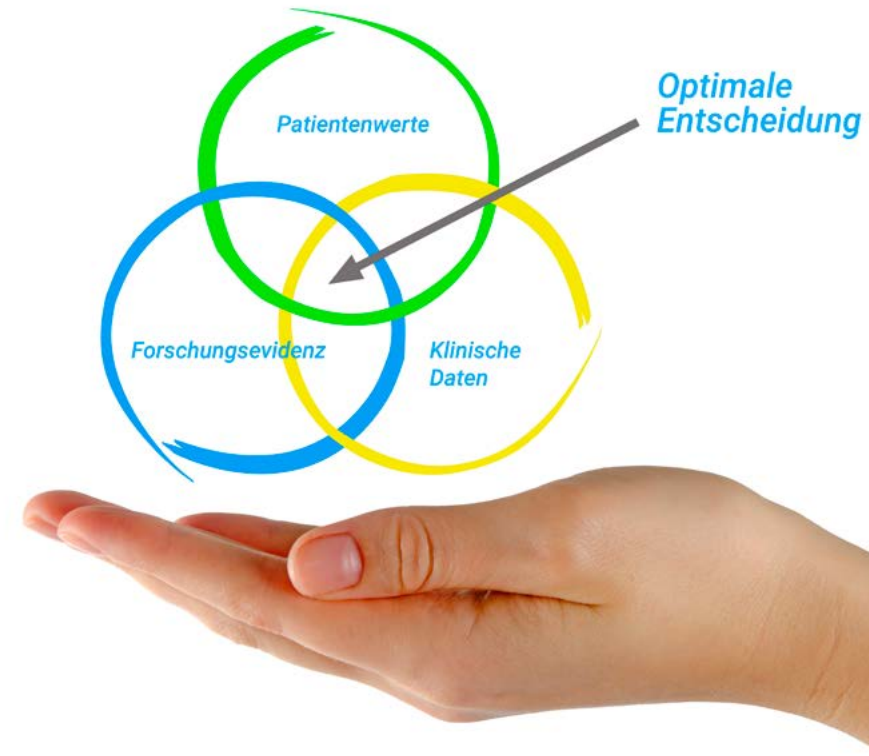 Patientenwerte
Optimale
Entscheidung
Forschungsevidenz
Klinische
Daten